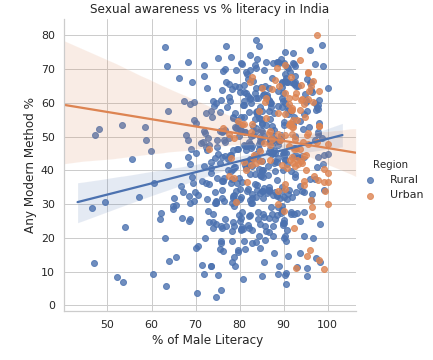 Sexual awareness vs % literacy in India
80
70
60
50
40
30
20
10
0
Any Modern Method %
50
60
70
80
90
100
% of Male Literacy
Region
Rural
Urban